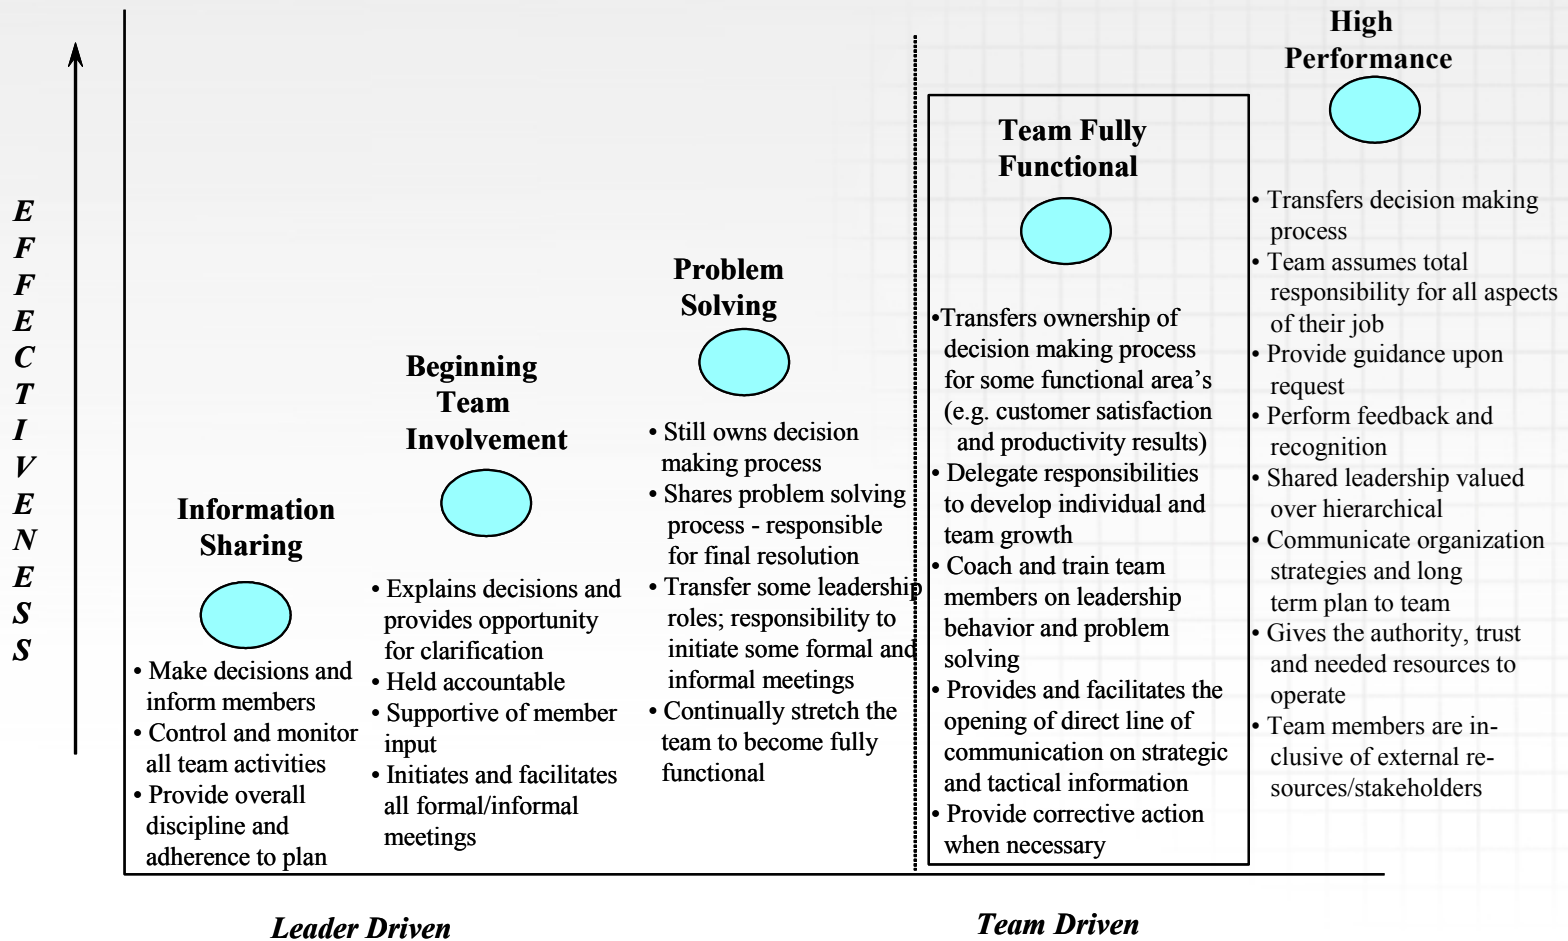 EFFECTIVENESS
Information
Sharing
• Make decisions and
inform members
• Control and monitor
all team activities
• Provide overall
discipline and
adherence to plan
Beginning
Team
Involvement
• Explains decisions and
provides opportunity
for clarification
• Held accountable
• Supportive of member
input
• Initiates and facilitates
all formal/informal
meetings
Problem
Solving
• Still owns decision
making process
• Shares problem solving
process - responsible
for final resolution
• Transfer some leadership
roles; responsibility to
initiate some formal and
informal meetings
• Continually stretch the
team to become fully
functional
Team Fully
Functional
•Transfers ownership of
decision making process
for some functional area’s
(e.g. customer satisfaction
and productivity results)
• Delegate responsibilities
to develop individual and
team growth
• Coach and train team
members on leadership
behavior and problem
solving
• Provides and facilitates the
opening of direct line of
communication on strategic
and tactical information
• Provide corrective action
when necessary
High
Performance
• Transfers decision making
process
• Team assumes total
responsibility for all aspects
of their job
• Provide guidance upon
request
• Perform feedback and
recognition
• Shared leadership valued
over hierarchical
• Communicate organization
strategies and long
term plan to team
• Gives the authority, trust
and needed resources to
operate
• Team members are in-
clusive of external re-
sources/stakeholders
Leader Driven
Team Driven